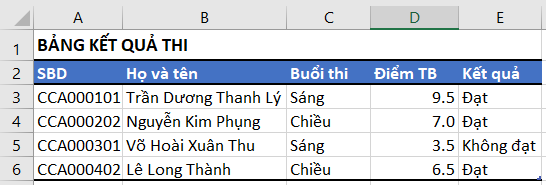 A B C D E
1 BẢNG KẾT QUẢ THI
2 SBD Họ và tên Buổi thi Điểm TB Kết quả
3 CCA000101 Trần Dương Thanh Lý Sáng 9.5 Đạt
4 CCA000202 Nguyễn Kim Phụng Chiều 7.0 Đạt
5 CCA000301 Võ Hoài Xuân Thu Sáng 3.5 Không đạt
6 CCA000402 Lê Long Thành Chiều 6.5 Đạt